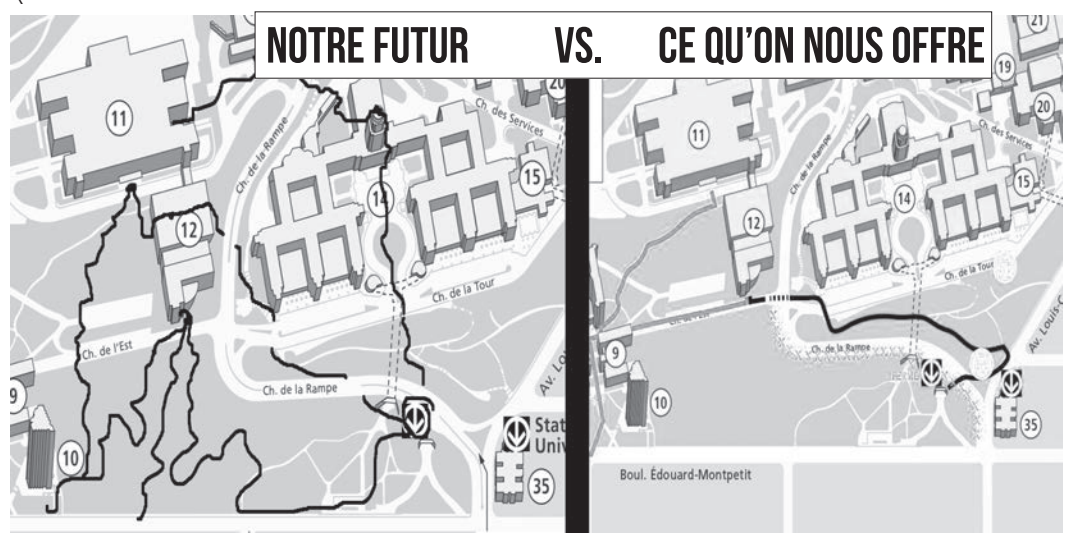 NOTRE FUTUR VS. CE QU'ON NOUS OFFRE
11
Ch. de la Rampe
20
Ch. des Services
15
14
12
Ch. de la Tour
Ch. de l'Est
Ch. de la Rampe
Av.
9
10
Stat
Univ
35
21
19
20
11
Ch. des Services
Ch. de la Rampe
15
14
12
Ch. de la Tour
Ch. de la Rampe
Av. Louis-C
9
10
35
Boul. Édouard-Montpetit